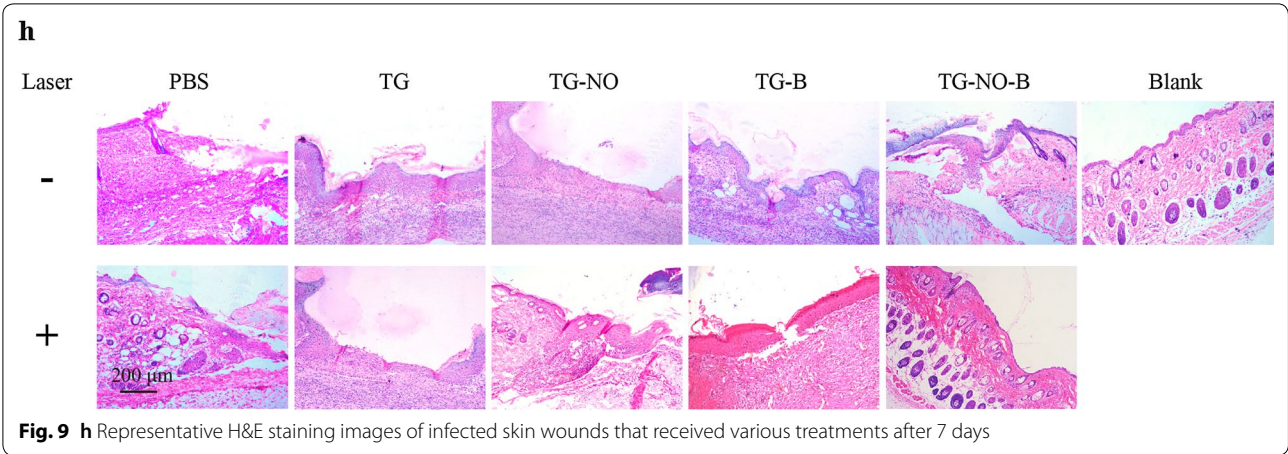 h
Laser PBS TG TG-NO TG-B TG-NO-B Blank
-
+
200 μm
Fig. 9 h Representative H&E staining images of infected skin wounds that received various treatments after 7 days